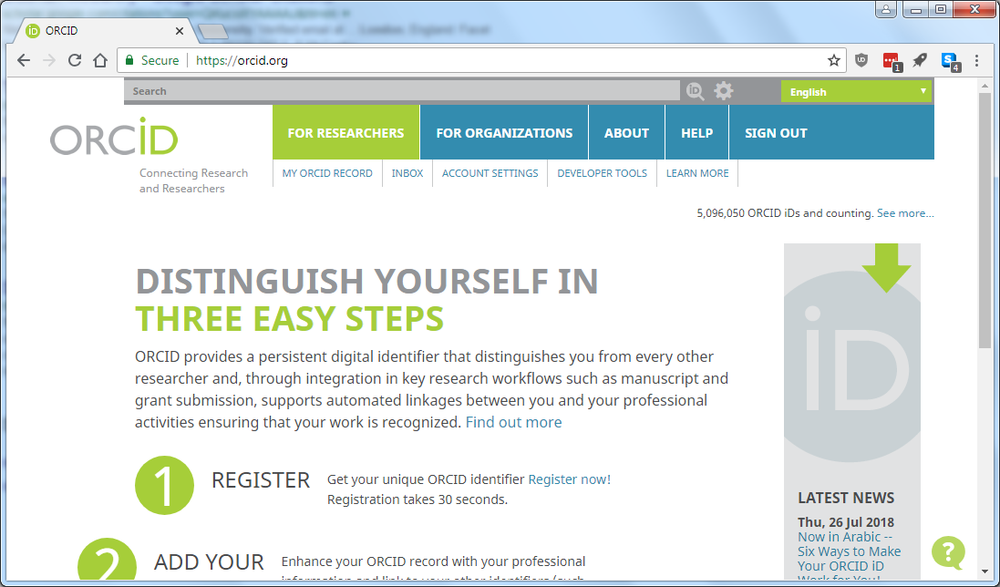 ORCID
Secure
https://orcid.org
UD
1
S
4
Search
iD
English
ORCiD
Connecting Research
and Researchers
FOR RESEARCHERS
FOR ORGANIZATIONS
ABOUT
HELP
SIGN OUT
MY ORCID RECORD
INBOX
ACCOUNT SETTINGS
DEVELOPER TOOLS
LEARN MORE
5,096,050 ORCID iDs and counting. See more...
DISTINGUISH YOURSELF IN
THREE EASY STEPS
ORCID provides a persistent digital identifier that distinguishes you from every other
researcher and, through integration in key research workflows such as manuscript and
grant submission, supports automated linkages between you and your professional
activities ensuring that your work is recognized. Find out more
1
REGISTER
Get your unique ORCID identifier Register now!
Registration takes 30 seconds.
2
ADD YOUR
Enhance your ORCID record with your professional
information and link to your other identifiers (such
iD
LATEST NEWS
Thu, 26 Jul 2018
Now in Arabic --
Six Ways to Make
Your ORCID iD
Work for You!
?